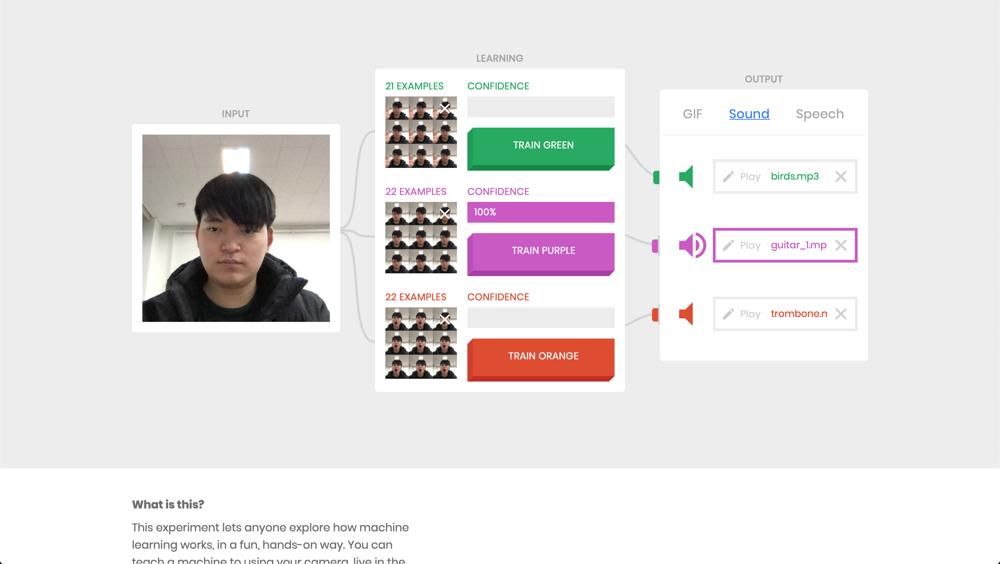 INPUT
LEARNING
21 EXAMPLES
CONFIDENCE
TRAIN GREEN
22 EXAMPLES
CONFIDENCE
100%
TRAIN PURPLE
22 EXAMPLES
CONFIDENCE
TRAIN ORANGE
OUTPUT
GIF Sound Speech
Play birds.mp3
Play guitar_1.mp
Play trombone.n
What is this?
This experiment lets anyone explore how machine
learning works, in a fun, hands-on way. You can
teach a machine to using your camera, live in the